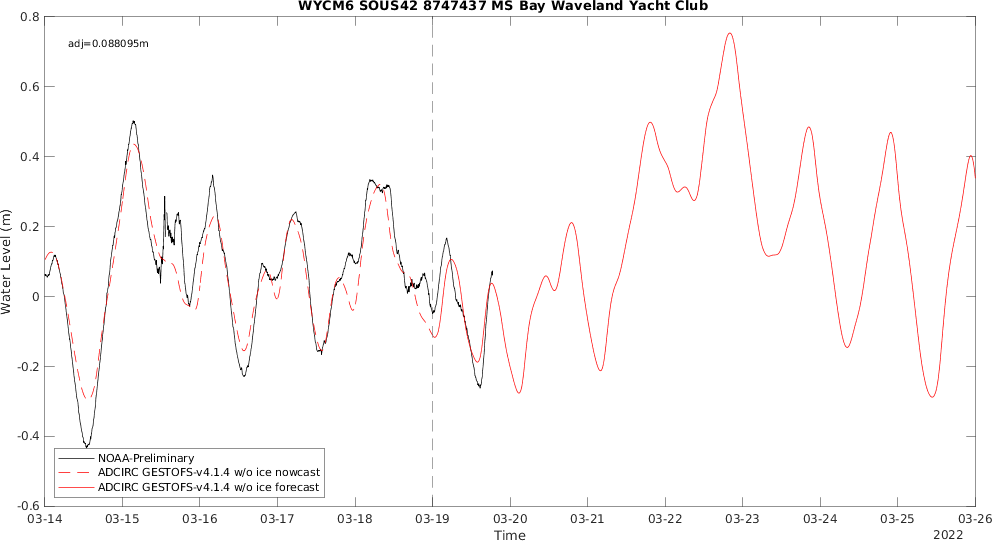 WYCM6 SOUS42 8747437 MS Bay Waveland Yacht Club
adj=0.088095m
Water Level (m)
0.8
0.6
0.4
0.2
0
-0.2
-0.4
-0.6
NOAA-Preliminary
ADCIRC GESTOFS-v4.1.4 w/o ice nowcast
ADCIRC GESTOFS-v4.1.4 w/o ice forecast
03-14 03-15 03-16 03-17 03-18 03-19 03-20 03-21 03-22 03-23 03-24 03-25 03-26
Time
2022